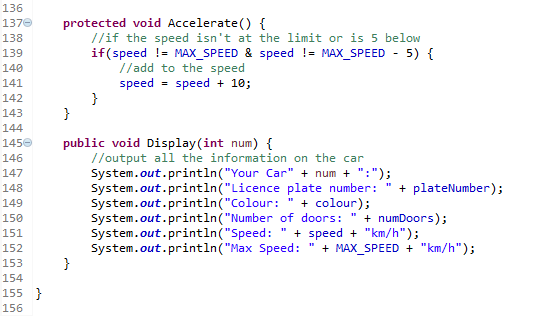 136
137 protected void Accelerate() {
138 //if the speed isn't at the limit or is 5 below
139 if(speed != MAX_SPEED & speed != MAX_SPEED - 5) {
140 //add to the speed
141 speed = speed + 10;
142 }
143 }
144
145 public void Display(int num) {
146 //output all the information on the car
147 System.out.println("Your Car" + num + ":");
148 System.out.println("Licence plate number: " + plateNumber);
149 System.out.println("Colour: " + colour);
150 System.out.println("Number of doors: " + numDoors);
151 System.out.println("Speed: " + speed + "km/h");
152 System.out.println("Max Speed: " + MAX_SPEED + "km/h");
153 }
154
155 }
156